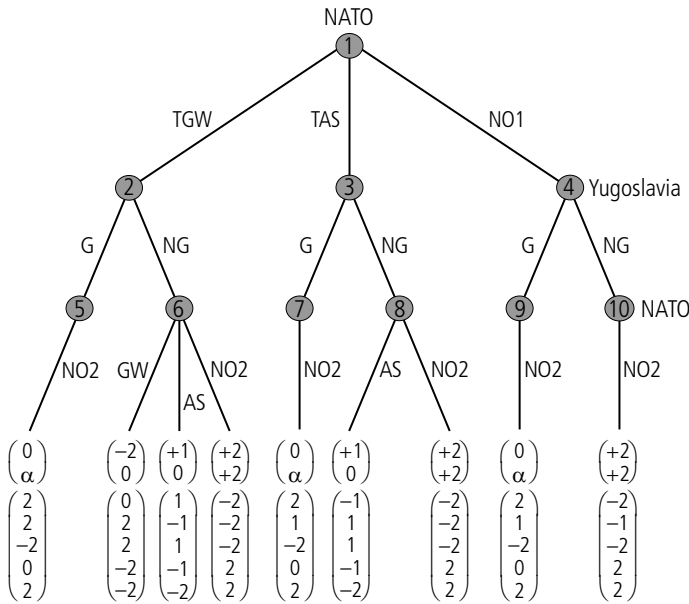 NATO
1
TGW TAS NO1
2 3 4 Yugoslavia
G NG G NG G NG
5 6 7 8 9 10 NATO
NO2 GW AS NO2 NO2 AS NO2 NO2 NO2
0 −2 +1 +2 0 +1 +2 0 +2
α 0 0 +2 α 0 +2 α +2
2 0 1 −2 2 −1 −2 2 −2
2 2 −1 −2 1 1 −2 1 −1
−2 2 1 −2 −2 1 −2 −2 −2
0 −2 −1 2 0 −1 2 0 2
2 −2 −2 2 2 −2 2 2 2